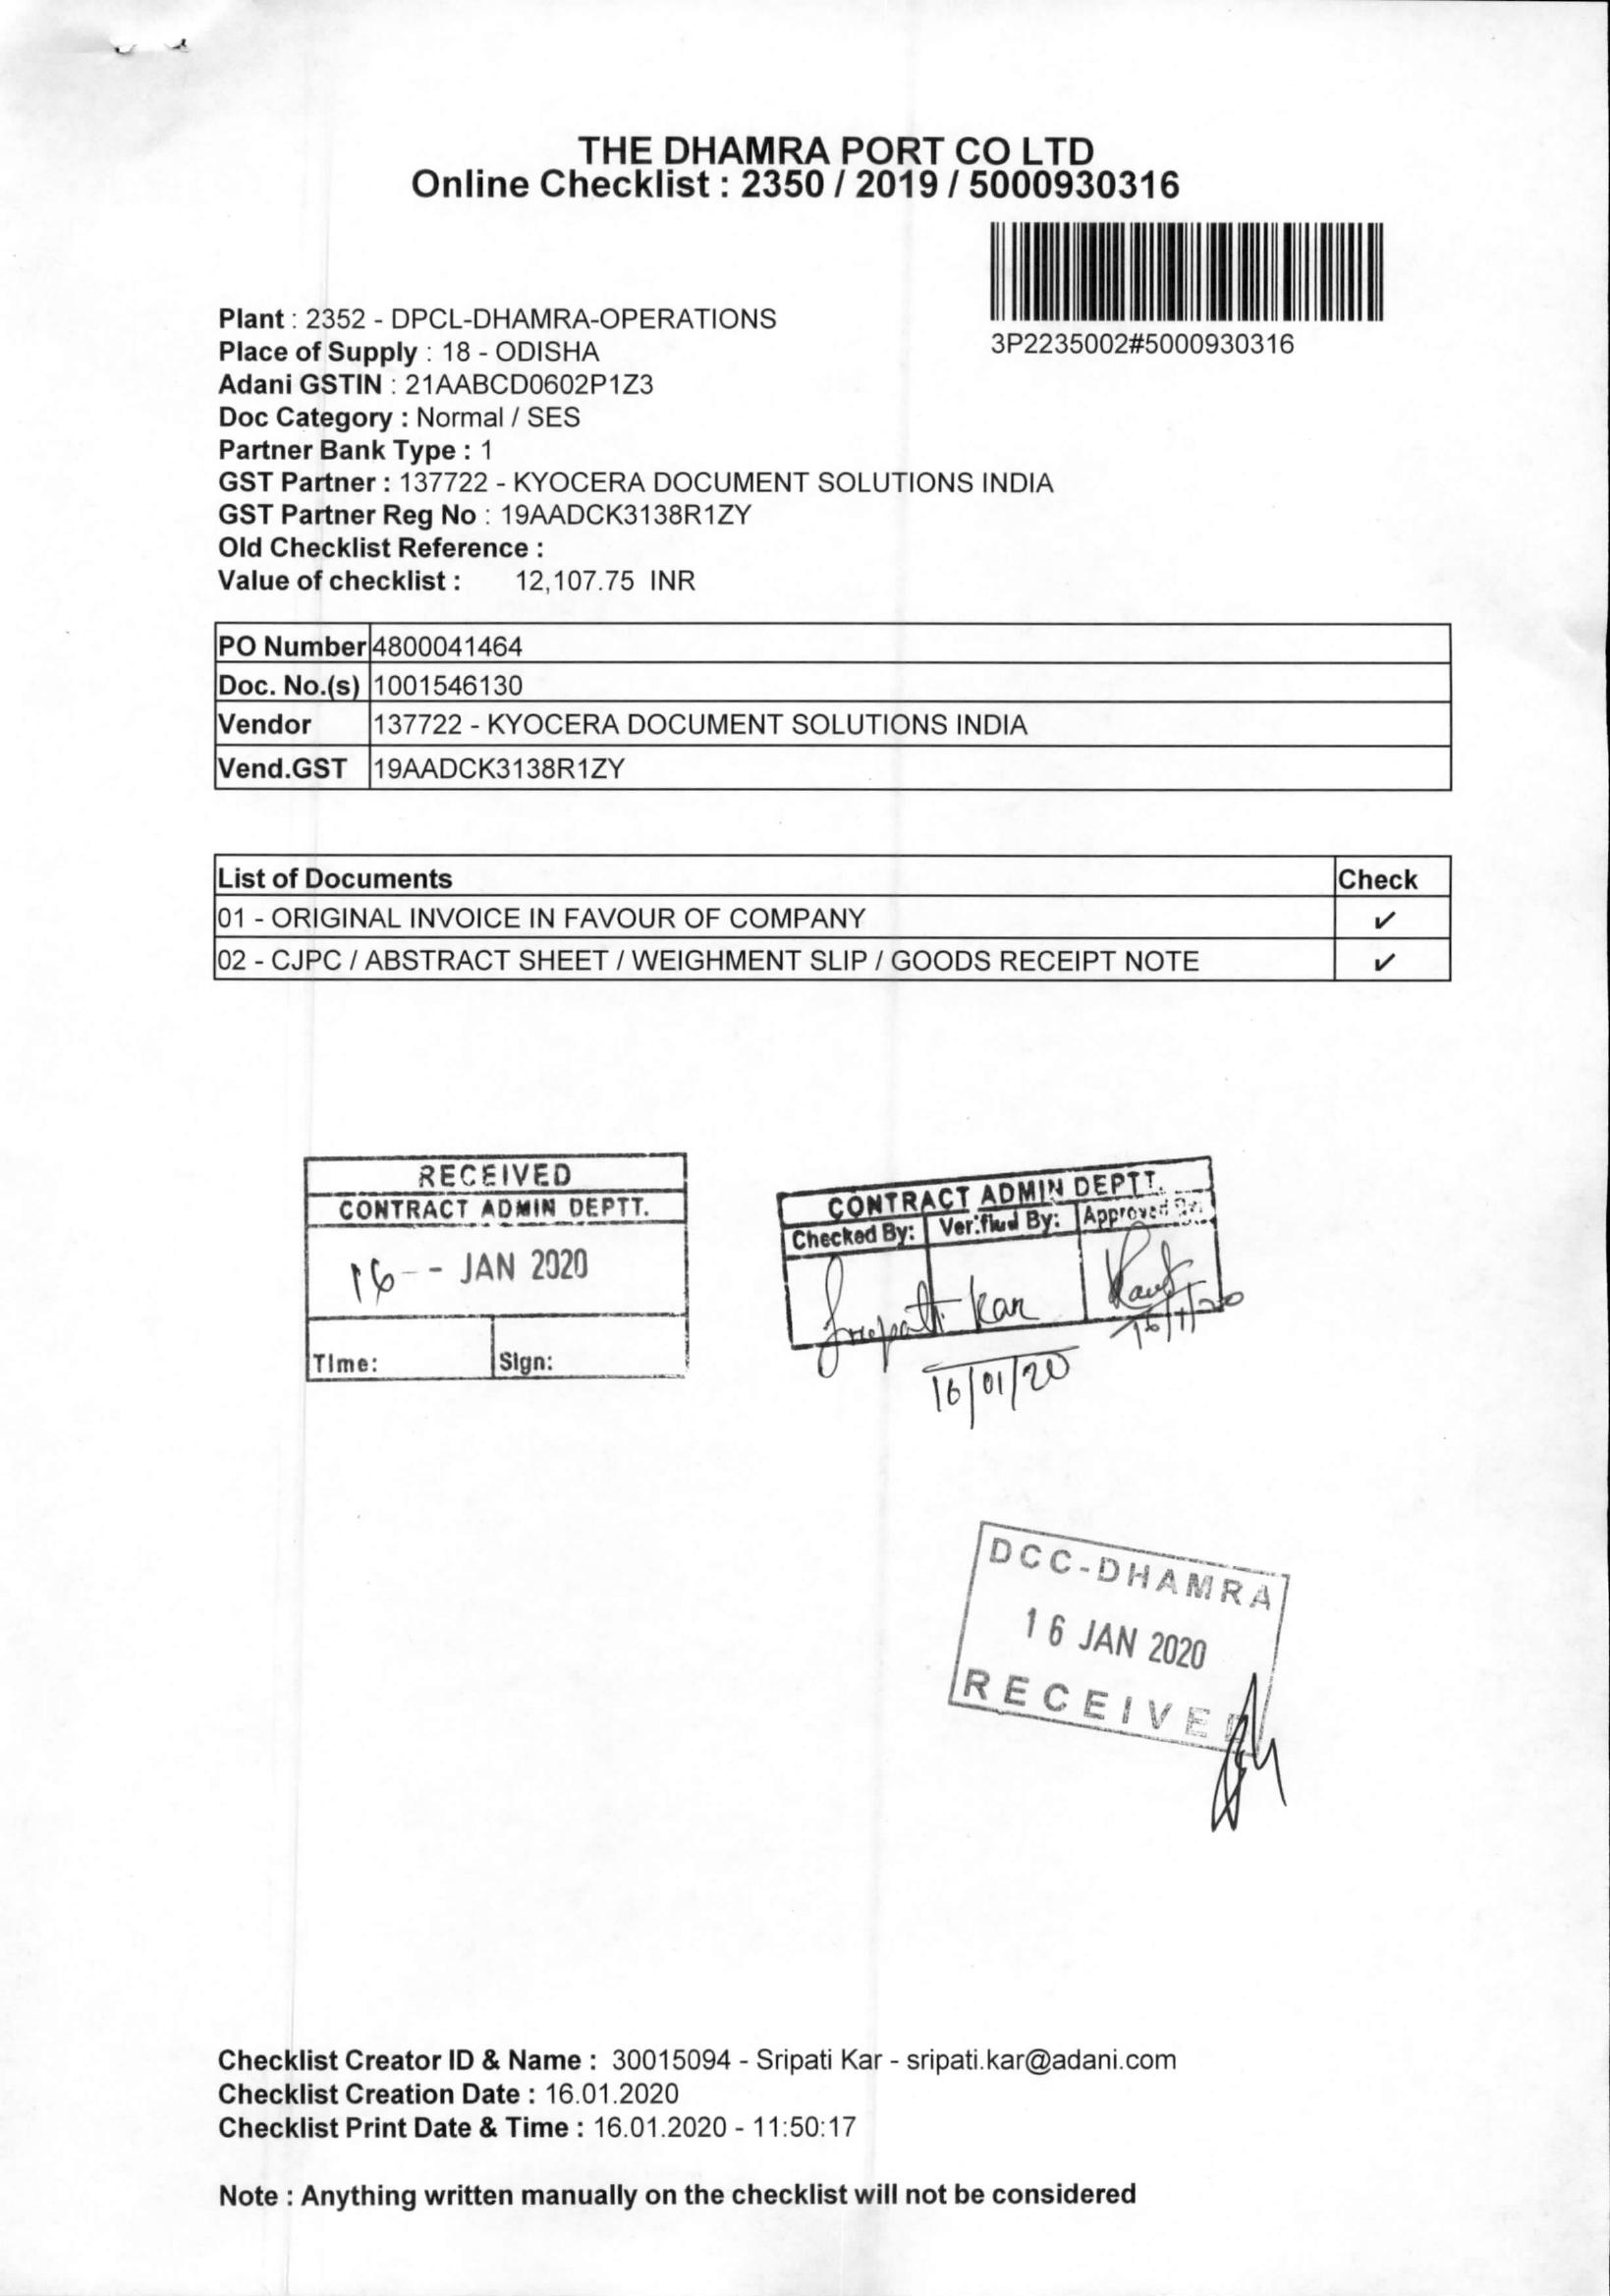 THE DHAMRA PORT CO LTD
Online Checklist : 2350 / 2019 / 5000930316
3P2235002#5000930316
Plant : 2352 - DPCL-DHAMRA-OPERATIONS
Place of Supply : 18 - ODISHA
Adani GSTIN : 21AABCD0602P1Z3
Doc Category : Normal / SES
Partner Bank Type : 1
GST Partner : 137722 - KYOCERA DOCUMENT SOLUTIONS INDIA
GST Partner Reg No : 19AADCK3138R1ZY
Old Checklist Reference :
Value of checklist : 12,107.75 INR
PO Number 4800041464
Doc. No.(s) 1001546130
Vendor 137722 - KYOCERA DOCUMENT SOLUTIONS INDIA
Vend.GST 19AADCK3138R1ZY
List of Documents Check
01 - ORIGINAL INVOICE IN FAVOUR OF COMPANY ✓
02 - CJPC / ABSTRACT SHEET / WEIGHMENT SLIP / GOODS RECEIPT NOTE ✓
RECEIVED
CONTRACT ADMIN DEPTT.
16 - - JAN 2020
Time: Sign:
CONTRACT ADMIN DEPTT.
Checked By: Verified By: Approved By:
Sripati Kar
16/1/20
16/01/20
DCC-DHAMRA
16 JAN 2020
RECEIVED
Checklist Creator ID & Name : 30015094 - Sripati Kar - sripati.kar@adani.com
Checklist Creation Date : 16.01.2020
Checklist Print Date & Time : 16.01.2020 - 11:50:17
Note : Anything written manually on the checklist will not be considered